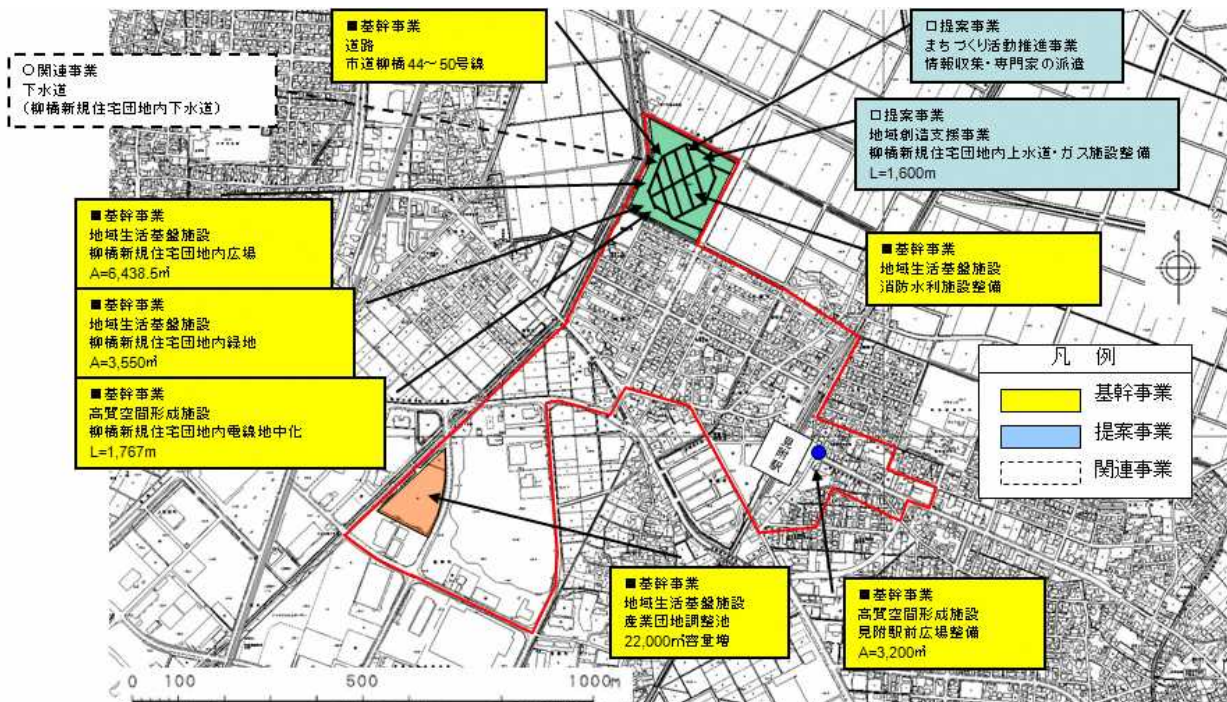 ■基幹事業
道路
市道柳橋44～50号線
□提案事業
まちづくり活動推進事業
情報収集・専門家の派遣
○関連事業
下水道
(柳橋新規住宅団地内下水道)
□提案事業
地域創造支援事業
柳橋新規住宅団地内上水道・ガス施設整備
L=1,600m
■基幹事業
地域生活基盤施設
柳橋新規住宅団地内広場
A=6,438.5㎡
■基幹事業
地域生活基盤施設
消防水利施設整備
■基幹事業
地域生活基盤施設
柳橋新規住宅団地内緑地
A=3,550㎡
■基幹事業
高質空間形成施設
柳橋新規住宅団地内電線地中化
L=1,767m
凡 例
基幹事業
提案事業
関連事業
見附駅
■基幹事業
地域生活基盤施設
産業団地調整池
22,000㎥容量増
■基幹事業
高質空間形成施設
見附駅前広場整備
A=3,200㎡
0 100 500 1000m